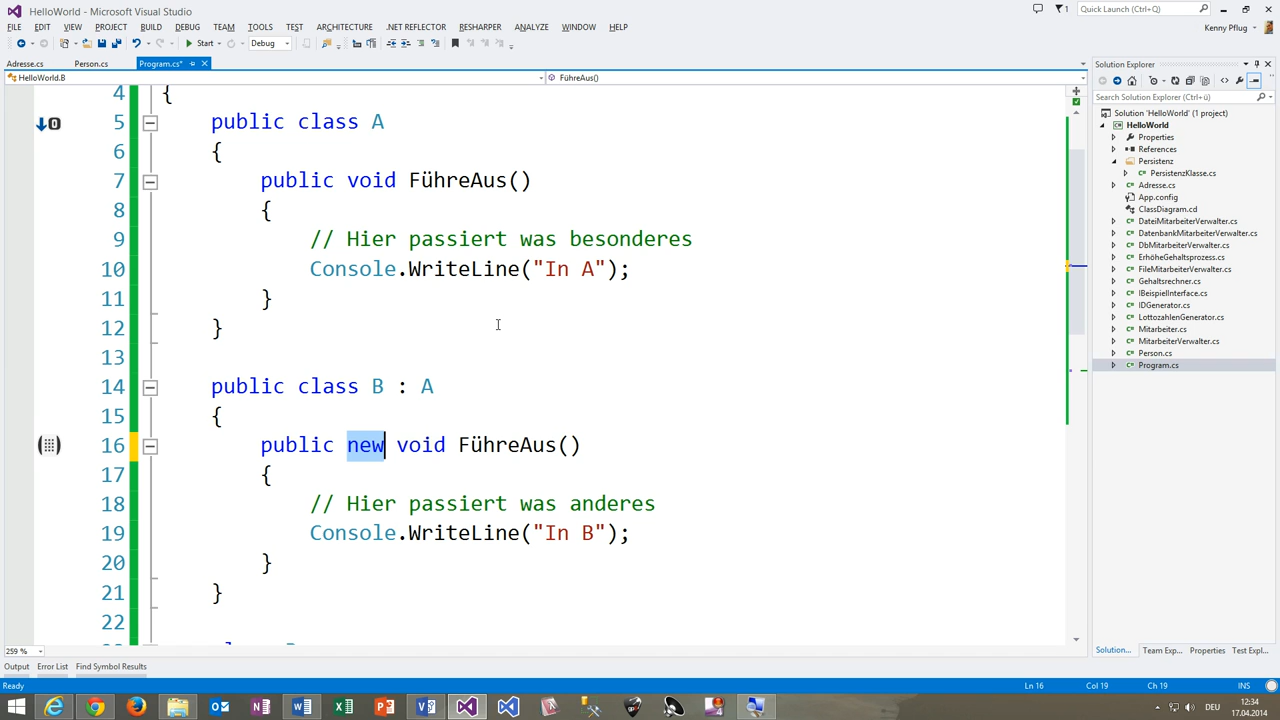 HelloWorld - Microsoft Visual Studio
1
Quick Launch (Ctrl+Q)
FILE EDIT VIEW PROJECT BUILD DEBUG TEAM TOOLS TEST ARCHITECTURE .NET REFLECTOR RESHARPER ANALYZE WINDOW HELP
Kenny Pflug
Start
Debug
Adresse.cs Person.cs Program.cs*
HelloWorld.B
FühreAus()
4 {
5 public class A
6 {
7 public void FühreAus()
8 {
9 // Hier passiert was besonderes
10 Console.WriteLine("In A");
11 }
12 }
13
14 public class B : A
15 {
16 public new void FühreAus()
17 {
18 // Hier passiert was anderes
19 Console.WriteLine("In B");
20 }
21 }
22
259 %
Solution Explorer
Search Solution Explorer (Ctrl+ü)
Solution 'HelloWorld' (1 project)
HelloWorld
Properties
References
Persistenz
PersistenzKlasse.cs
Adresse.cs
App.config
ClassDiagram.cd
DateiMitarbeiterVerwalter.cs
DatenbankMitarbeiterVerwalter.cs
DbMitarbeiterVerwalter.cs
ErhöheGehaltsprozess.cs
FileMitarbeiterVerwalter.cs
Gehaltsrechner.cs
IBeispielInterface.cs
IDGenerator.cs
LottozahlenGenerator.cs
Mitarbeiter.cs
MitarbeiterVerwalter.cs
Person.cs
Program.cs
Solution... Team Exp... Properties Test Expl...
Output Error List Find Symbol Results
Ready
Ln 16 Col 19 Ch 19 INS
DEU
12:34
17.04.2014